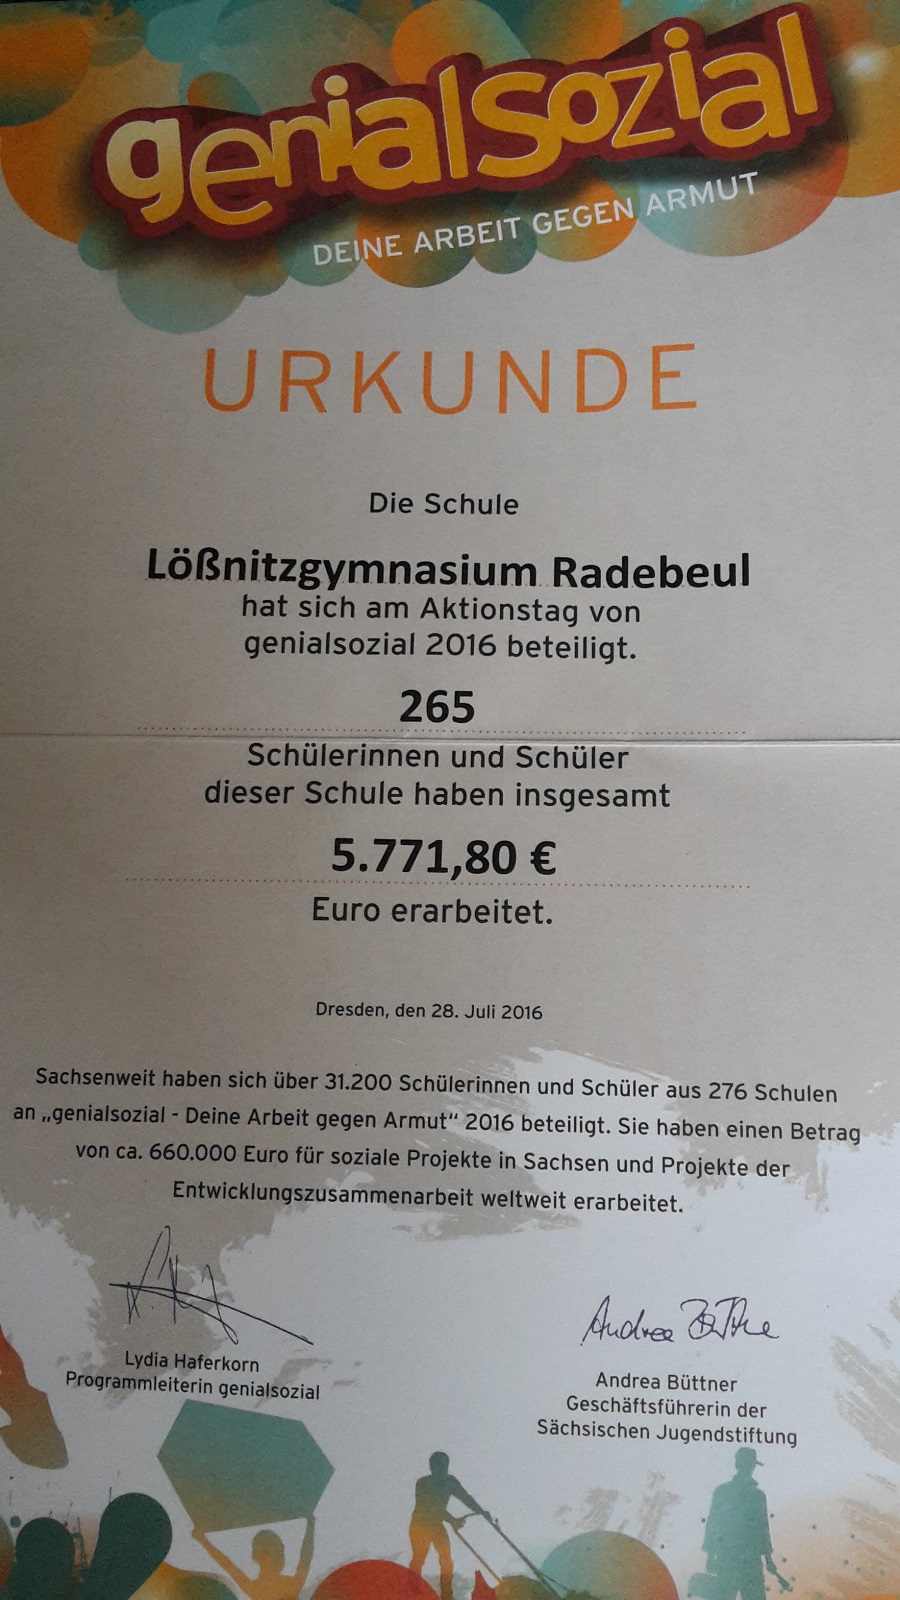 genialsozial
DEINE ARBEIT GEGEN ARMUT
URKUNDE
Die Schule
Lößnitzgymnasium Radebeul
hat sich am Aktionstag von
genialsozial 2016 beteiligt.
265
Schülerinnen und Schüler
dieser Schule haben insgesamt
5.771,80 €
Euro erarbeitet.
Dresden, den 28. Juli 2016
Sachsenweit haben sich über 31.200 Schülerinnen und Schüler aus 276 Schulen
an „genialsozial - Deine Arbeit gegen Armut“ 2016 beteiligt. Sie haben einen Betrag
von ca. 660.000 Euro für soziale Projekte in Sachsen und Projekte der
Entwicklungszusammenarbeit weltweit erarbeitet.
Andrea Büttner
Lydia Haferkorn
Programmleiterin genialsozial
Andrea Büttner
Geschäftsführerin der
Sächsischen Jugendstiftung